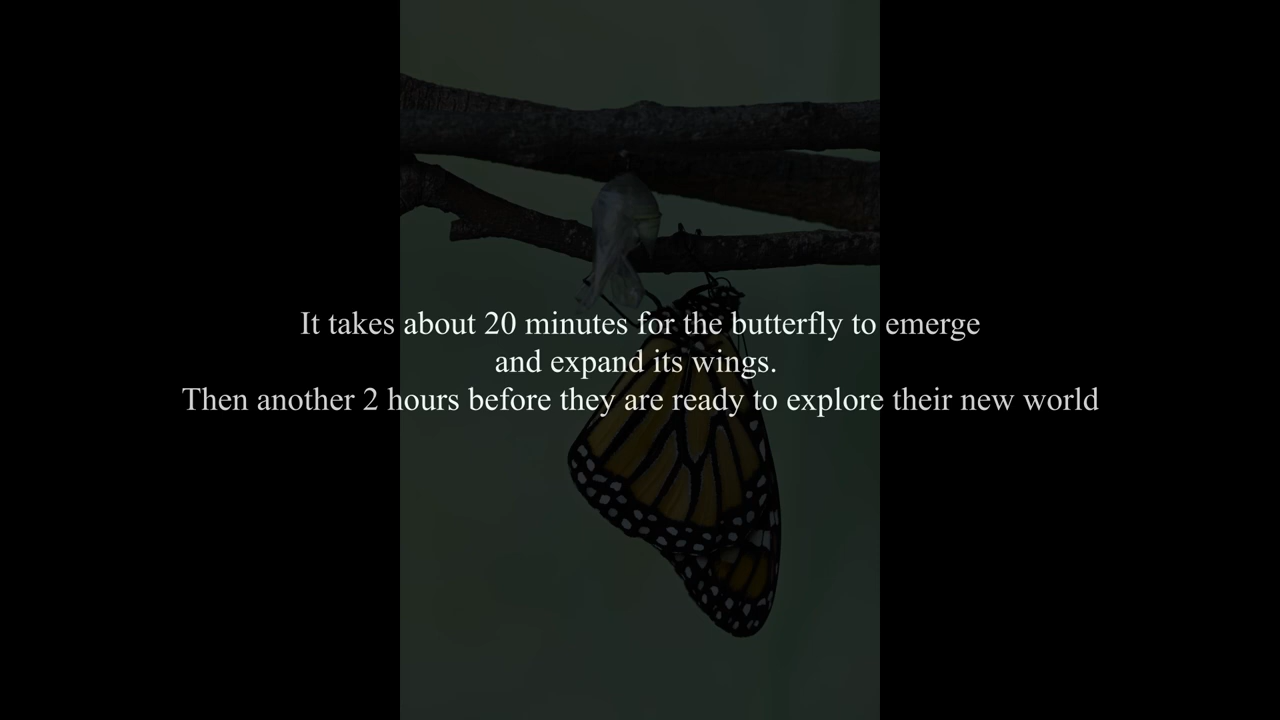 It takes about 20 minutes for the butterfly to emerge
and expand its wings.
Then another 2 hours before they are ready to explore their new world